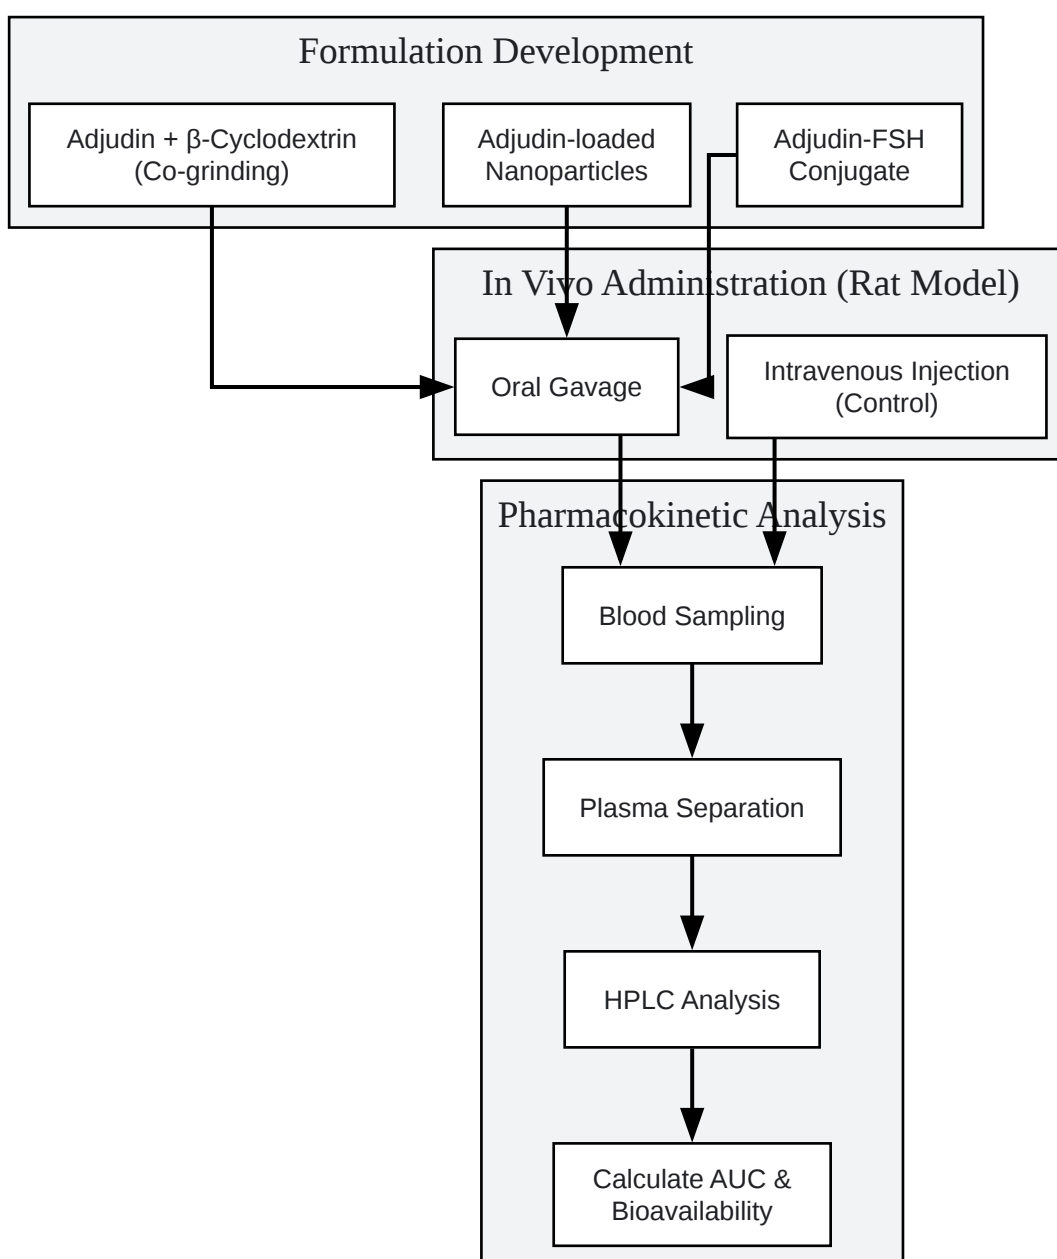 Formulation Development
Adjudin + β-Cyclodextrin
(Co-grinding)
Adjudin-loaded
Nanoparticles
Adjudin-FSH
Conjugate
In Vivo Administration (Rat Model)
Oral Gavage
Intravenous Injection
(Control)
Pharmacokinetic Analysis
Blood Sampling
Plasma Separation
HPLC Analysis
Calculate AUC &
Bioavailability